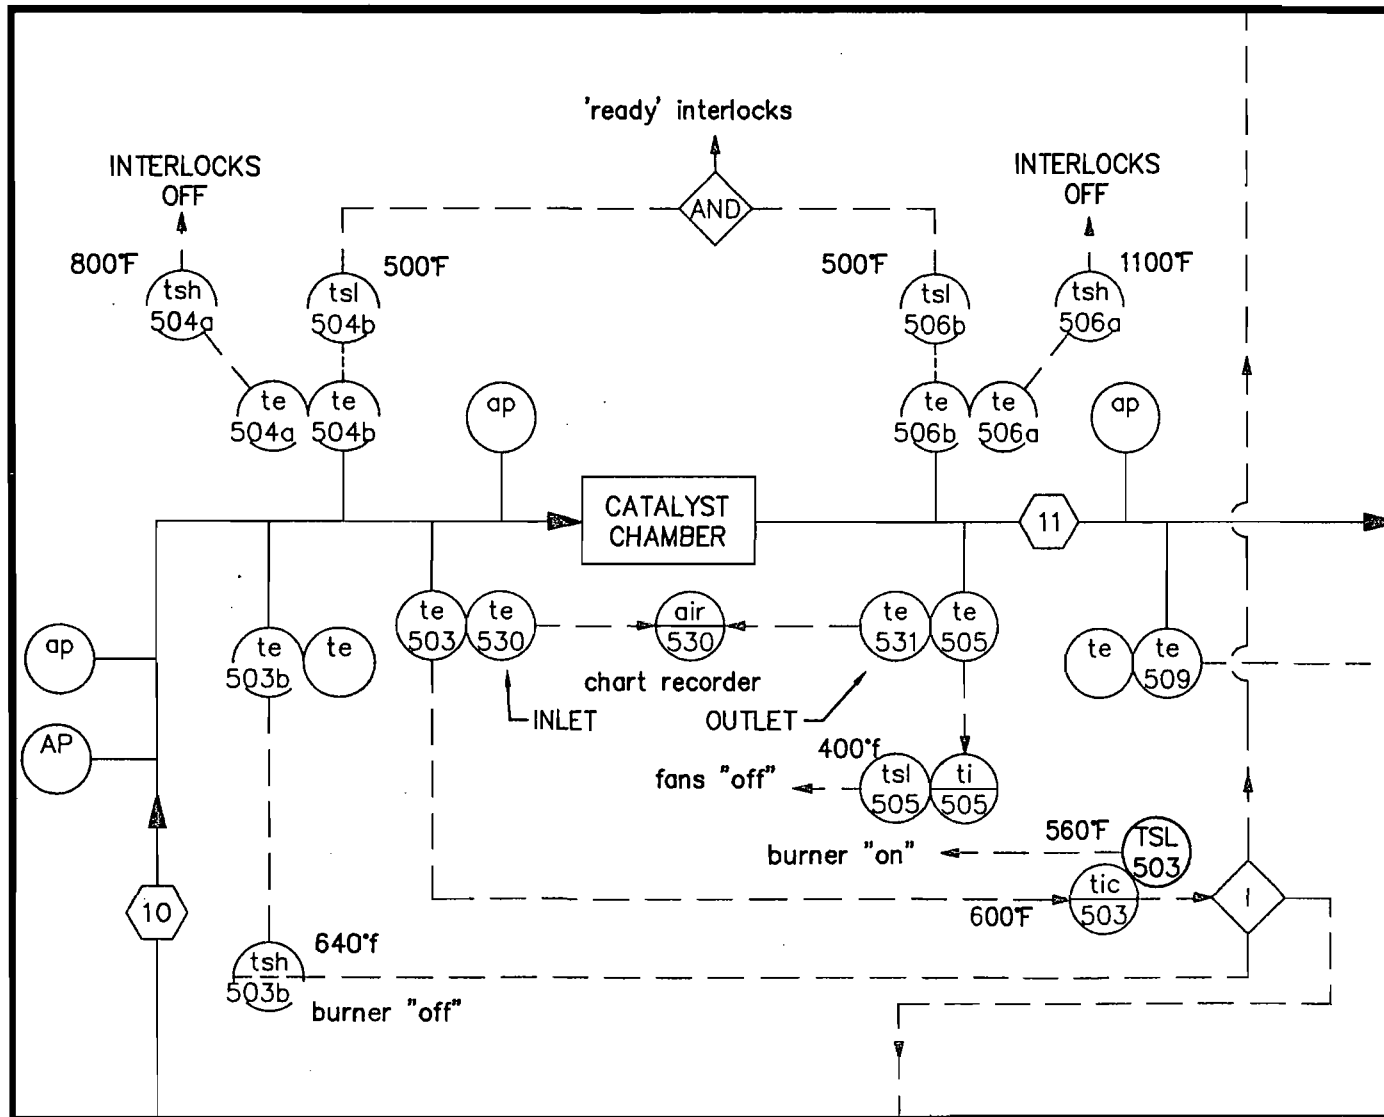 'ready' interlocks
INTERLOCKS
OFF
INTERLOCKS
OFF
AND
800°F
500°F
500°F
1100°F
tsh
504a
tsl
504b
tsl
506b
tsh
506a
te
504a
te
504b
ap
te
506b
te
506a
ap
CATALYST
CHAMBER
11
te
503
te
530
air
530
te
531
te
505
ap
te
503b
te
te
te
509
chart recorder
INLET
OUTLET
AP
400°f
fans "off"
tsl
505
ti
505
560°F
TSL
503
burner "on"
tic
503
600°F
I
10
640°f
tsh
503b
burner "off"